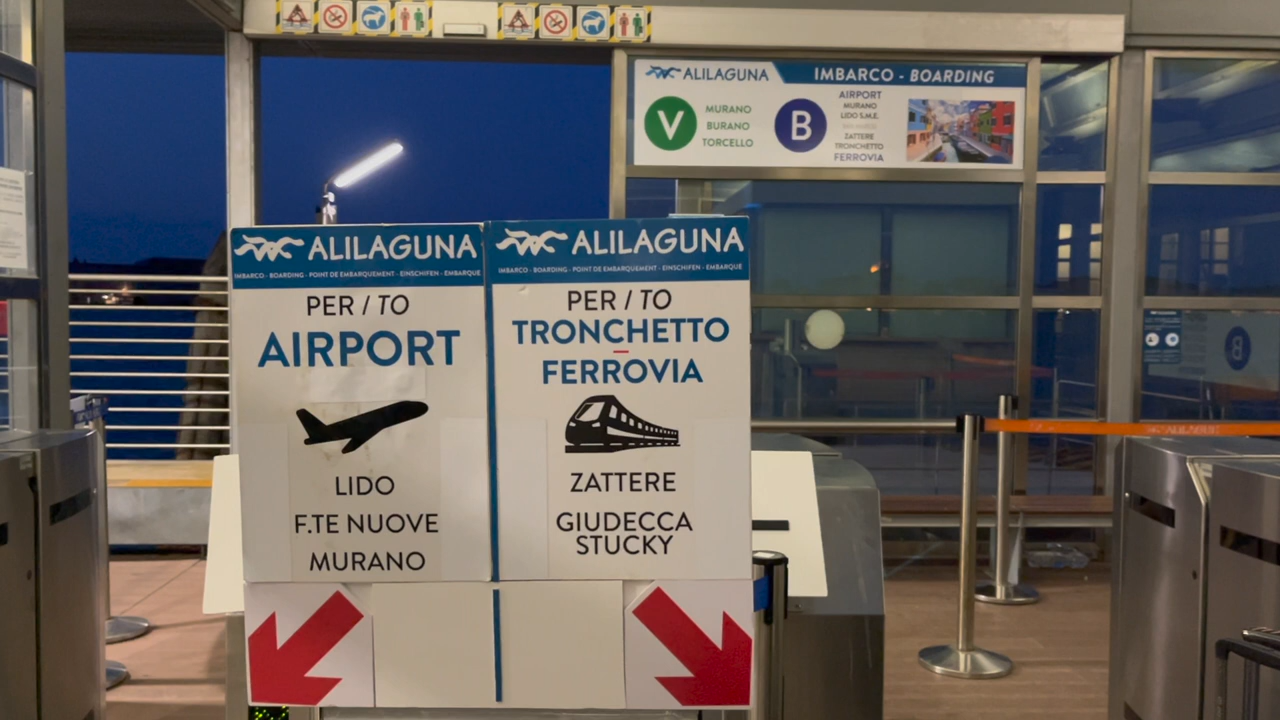 ALILAGUNA
IMBARCO - BOARDING
V
MURANO
BURANO
TORCELLO
B
AIRPORT
MURANO
LIDO S.M.E.
ZATTERE
TRONCHETTO
FERROVIA
ALILAGUNA
IMBARCO - BOARDING - POINT DE EMBARQUEMENT - EINSCHIFEN - EMBARQUE
PER / TO
AIRPORT
LIDO
F.TE NUOVE
MURANO
ALILAGUNA
IMBARCO - BOARDING - POINT DE EMBARQUEMENT - EINSCHIFEN - EMBARQUE
PER / TO
TRONCHETTO
-
FERROVIA
ZATTERE
GIUDECCA
STUCKY
B